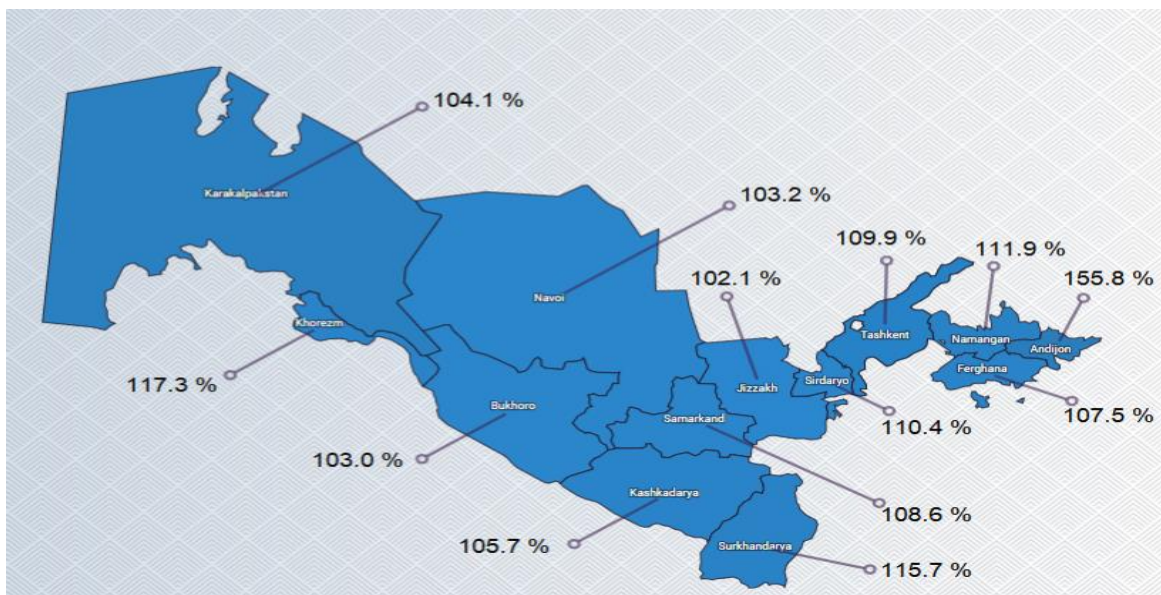 104.1 %
Karakalpakstan
103.2 %
109.9 %
111.9 %
102.1 %
155.8 %
Navoi
Khorezm
Tashkent
Namangan
Andijon
Ferghana
117.3 %
Jizzakh
Sirdaryo
Bukhoro
Samarkand
107.5 %
110.4 %
103.0 %
Kashkadarya
108.6 %
105.7 %
Surkhandarya
115.7 %